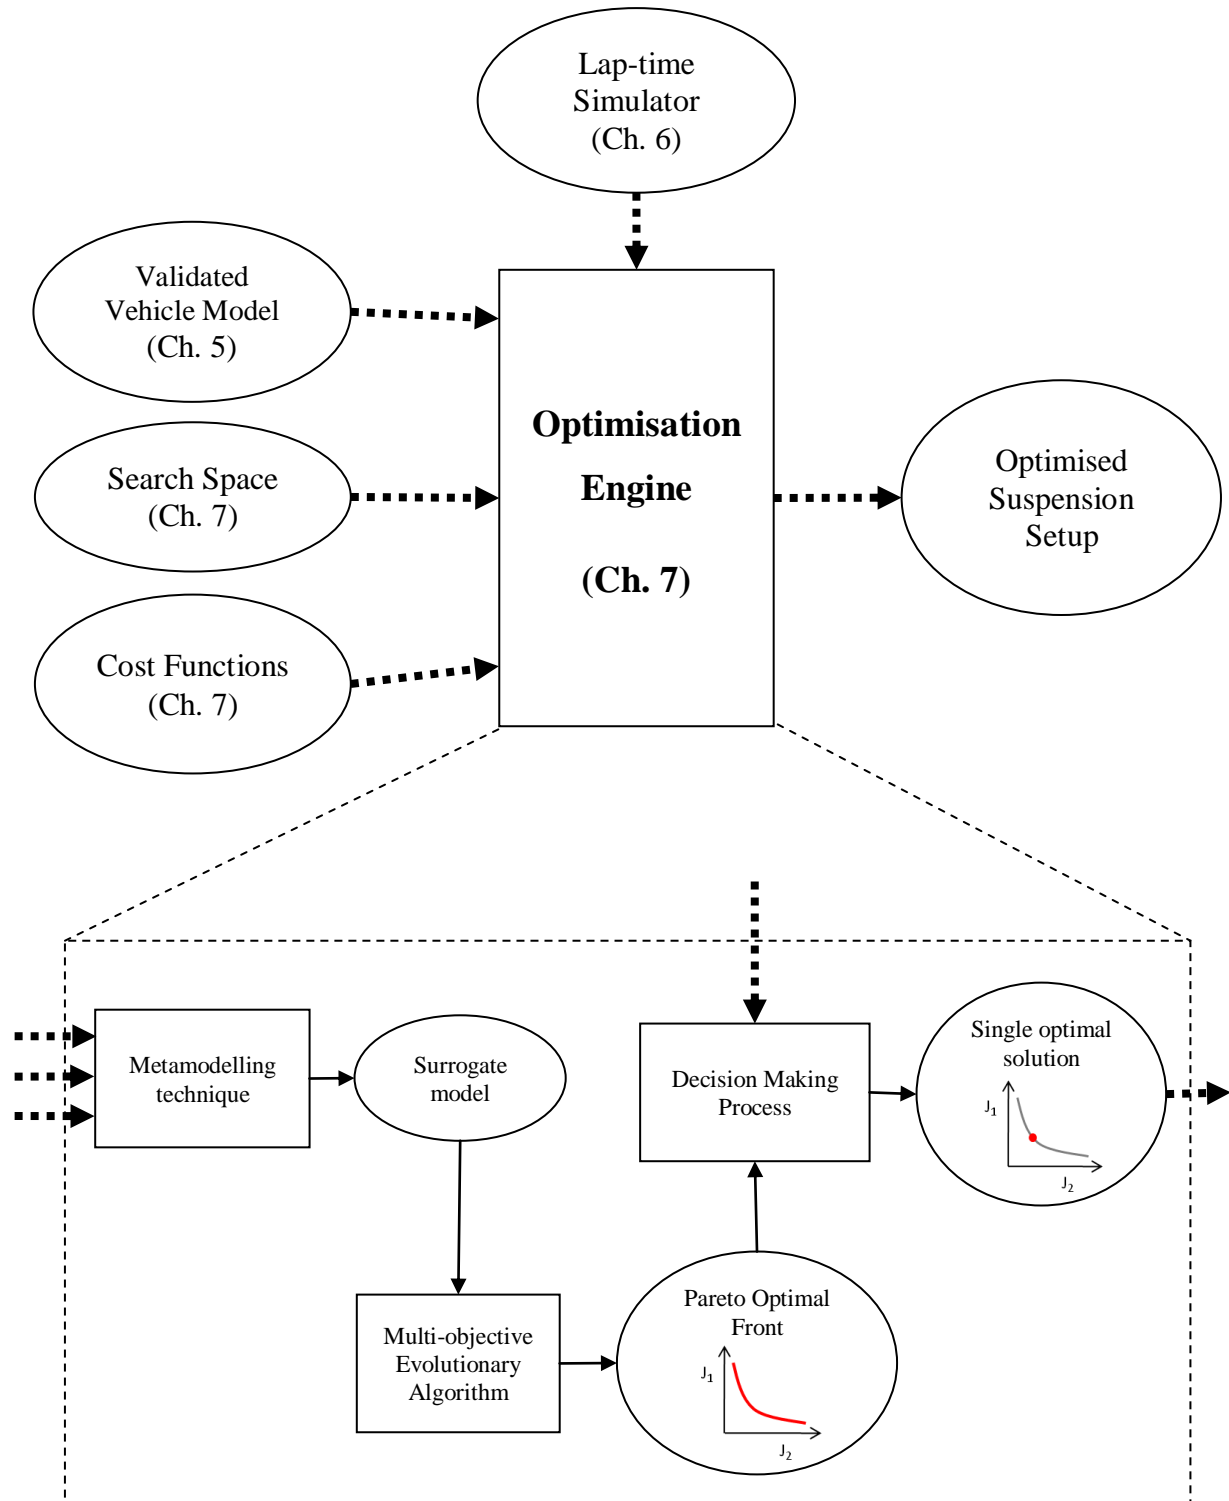 Lap-time
Simulator
(Ch. 6)
Validated
Vehicle Model
(Ch. 5)
Search Space
(Ch. 7)
Cost Functions
(Ch. 7)
Optimisation
Engine
(Ch. 7)
Optimised
Suspension
Setup
Metamodelling
technique
Surrogate
model
Decision Making
Process
Single optimal
solution
J1
J2
Multi-objective
Evolutionary
Algorithm
Pareto Optimal
Front
J1
J2